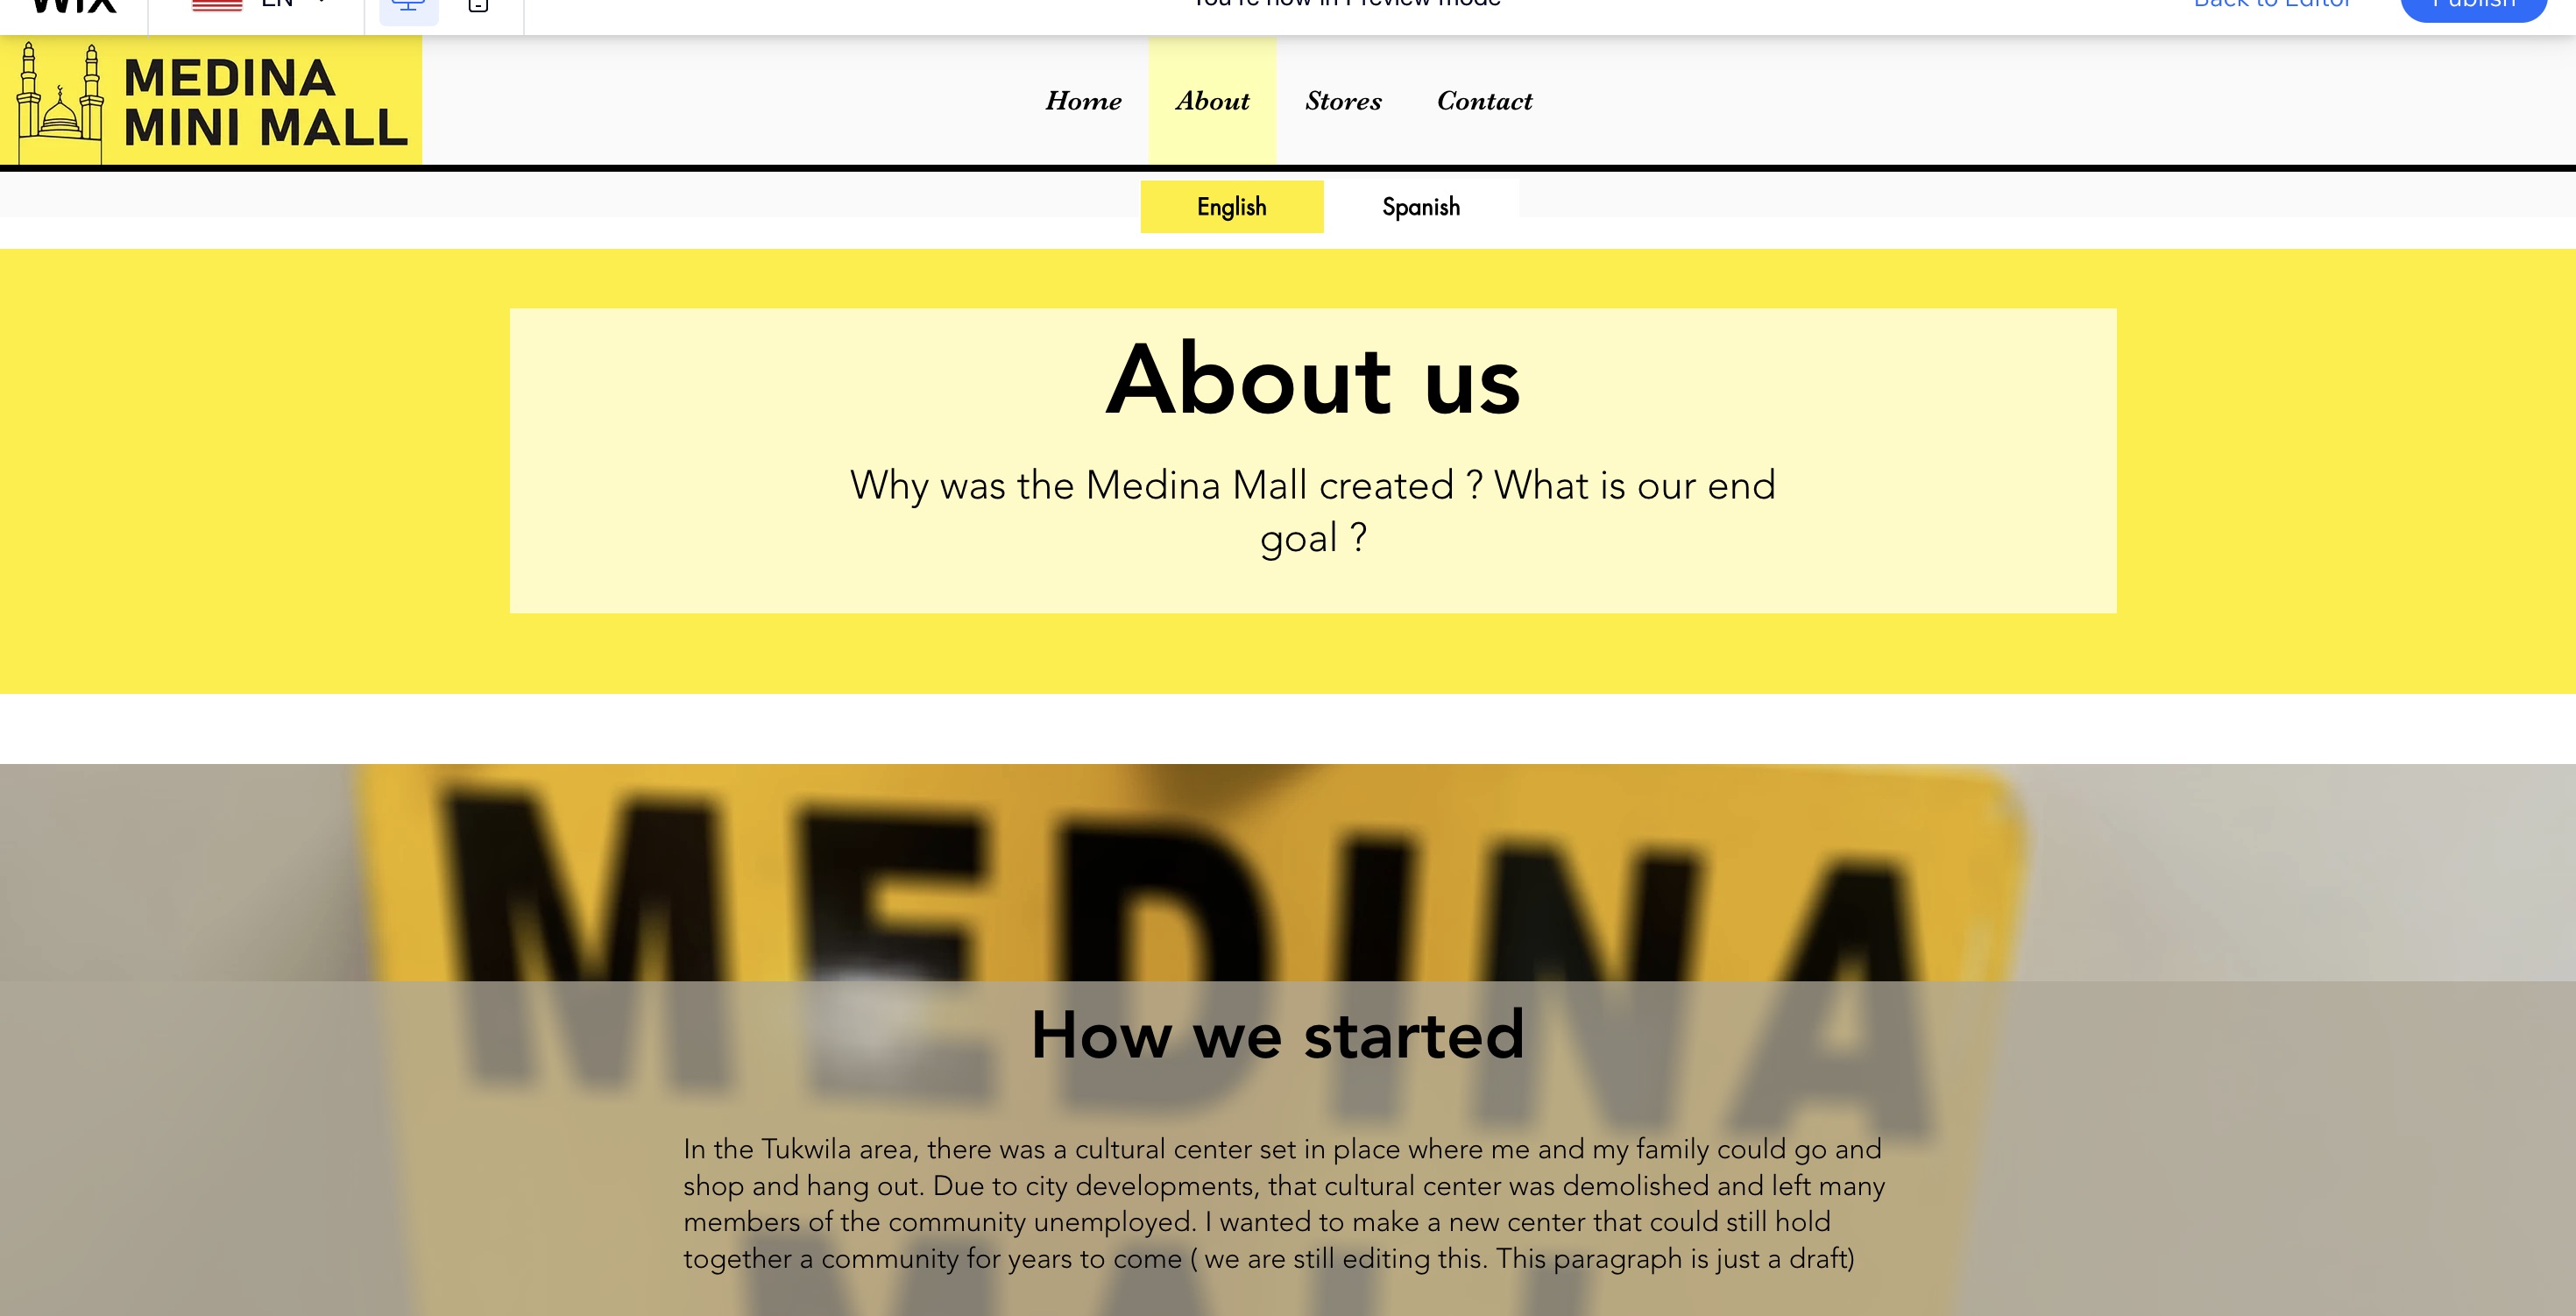 WIX EN You're now in Preview mode Back to Editor Publish
MEDINA
MINI MALL
Home About Stores Contact
English Spanish
About us
Why was the Medina Mall created ? What is our end
goal ?
MEDINA
How we started
In the Tukwila area, there was a cultural center set in place where me and my family could go and
shop and hang out. Due to city developments, that cultural center was demolished and left many
members of the community unemployed. I wanted to make a new center that could still hold
together a community for years to come ( we are still editing this. This paragraph is just a draft)
MALL